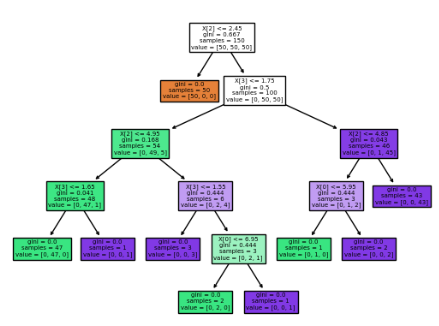 X[2] <= 2.45
gini = 0.667
samples = 150
value = [50, 50, 50]
gini = 0.0
samples = 50
value = [50, 0, 0]
X[3] <= 1.75
gini = 0.5
samples = 100
value = [0, 50, 50]
X[2] <= 4.95
gini = 0.168
samples = 54
value = [0, 49, 5]
X[2] <= 4.85
gini = 0.043
samples = 46
value = [0, 1, 45]
X[3] <= 1.65
gini = 0.041
samples = 48
value = [0, 47, 1]
X[3] <= 1.55
gini = 0.444
samples = 6
value = [0, 2, 4]
X[0] <= 5.95
gini = 0.444
samples = 3
value = [0, 1, 2]
gini = 0.0
samples = 43
value = [0, 0, 43]
gini = 0.0
samples = 47
value = [0, 47, 0]
gini = 0.0
samples = 1
value = [0, 0, 1]
gini = 0.0
samples = 3
value = [0, 0, 3]
X[0] <= 6.95
gini = 0.444
samples = 3
value = [0, 2, 1]
gini = 0.0
samples = 1
value = [0, 1, 0]
gini = 0.0
samples = 2
value = [0, 0, 2]
gini = 0.0
samples = 2
value = [0, 2, 0]
gini = 0.0
samples = 1
value = [0, 0, 1]